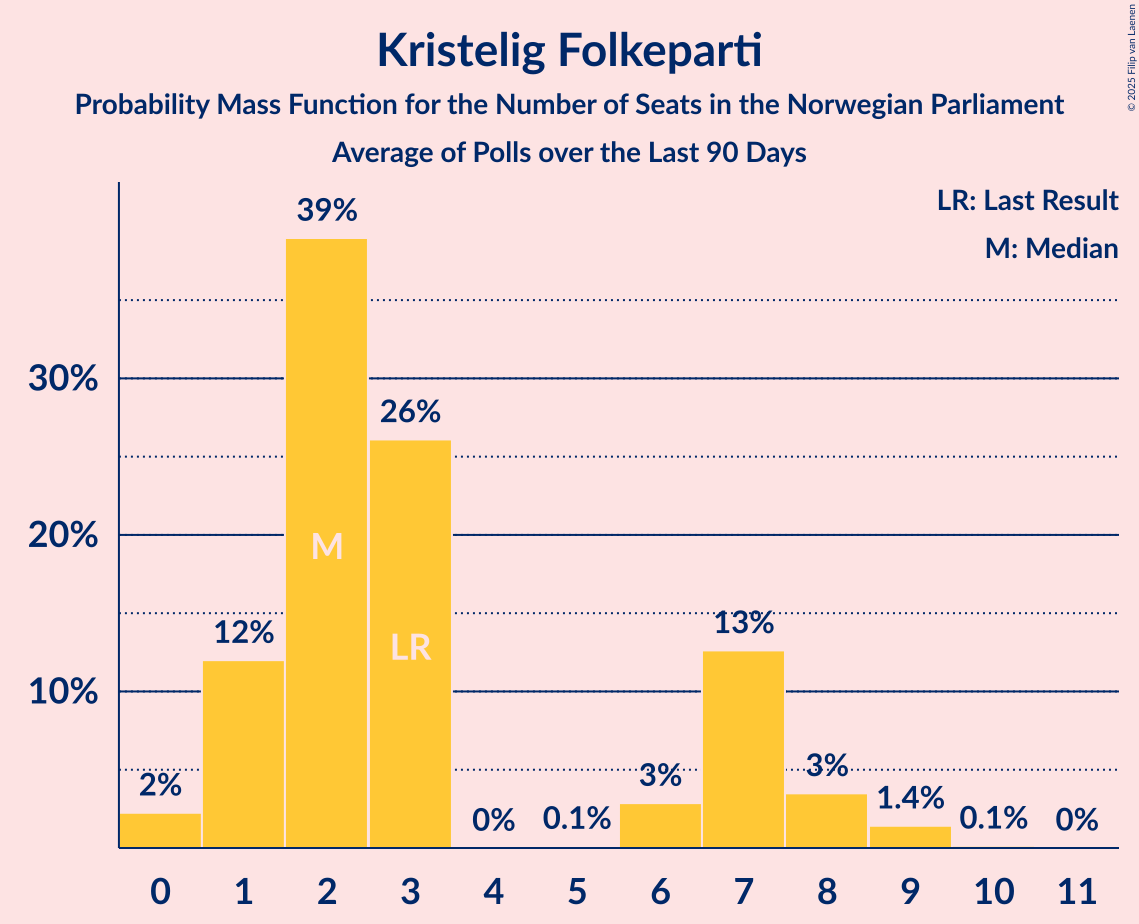 Kristelig Folkeparti
Probability Mass Function for the Number of Seats in the Norwegian Parliament
Average of Polls over the Last 90 Days
© 2025 Filip van Laenen
LR: Last Result
M: Median
39%
30%
26%
20%
M
13%
12%
LR
10%
3%
3%
2%
1.4%
0%
0.1%
0.1%
0%
0 1 2 3 4 5 6 7 8 9 10 11